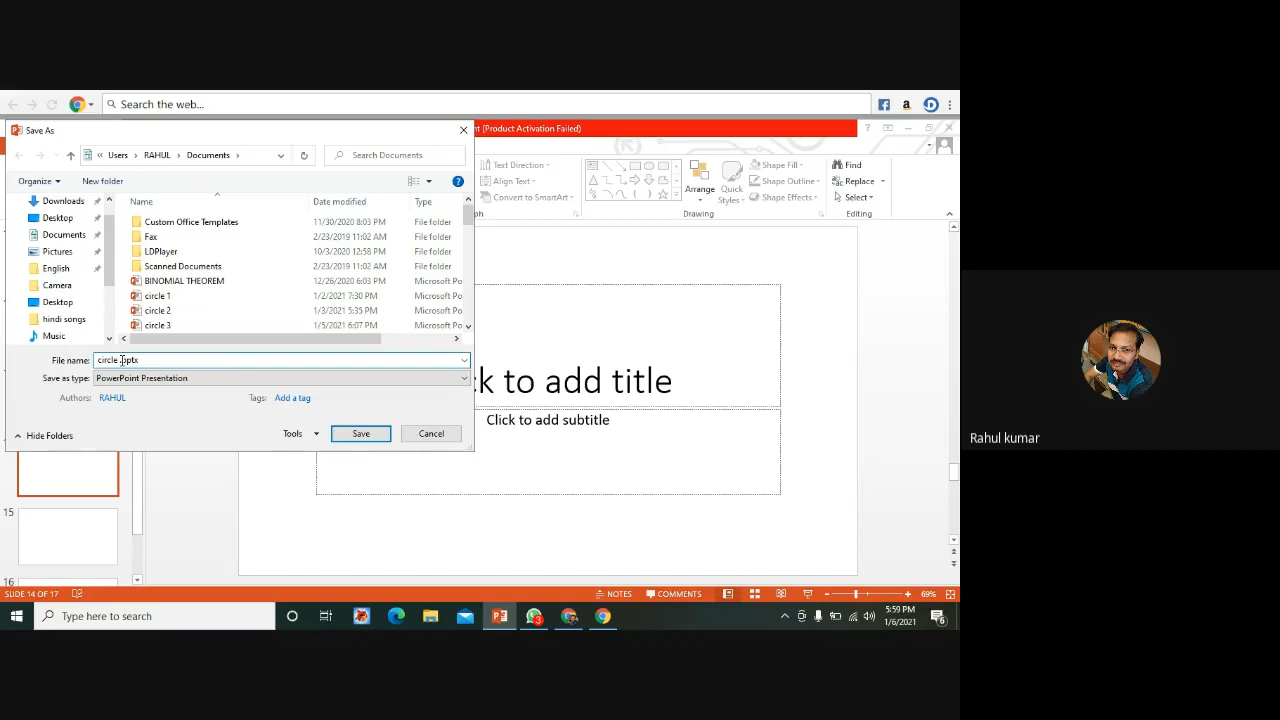 Search the web...
Save As
nt (Product Activation Failed)
« Users › RAHUL › Documents ›
Search Documents
Organize
New folder
Name
Date modified
Type
Downloads
Desktop
Documents
Pictures
English
Camera
Desktop
hindi songs
Music
Custom Office Templates 11/30/2020 8:03 PM File folder
Fax 2/23/2019 11:02 AM File folder
LDPlayer 10/3/2020 12:58 PM File folder
Scanned Documents 2/23/2019 11:02 AM File folder
BINOMIAL THEOREM 12/26/2020 6:03 PM Microsoft Po
circle 1 1/2/2021 7:30 PM Microsoft Po
circle 2 1/3/2021 5:35 PM Microsoft Po
circle 3 1/5/2021 6:07 PM Microsoft Po
File name: circle .pptx
Save as type: PowerPoint Presentation
Authors: RAHUL
Tags: Add a tag
Hide Folders
Tools
Save
Cancel
Text Direction
Align Text
Convert to SmartArt
ph
Arrange
Quick
Styles
Shape Fill
Shape Outline
Shape Effects
Drawing
Find
Replace
Select
Editing
ck to add title
Click to add subtitle
15
16
SLIDE 14 OF 17
NOTES
COMMENTS
69%
Type here to search
3
5:59 PM
1/6/2021
6
Rahul kumar